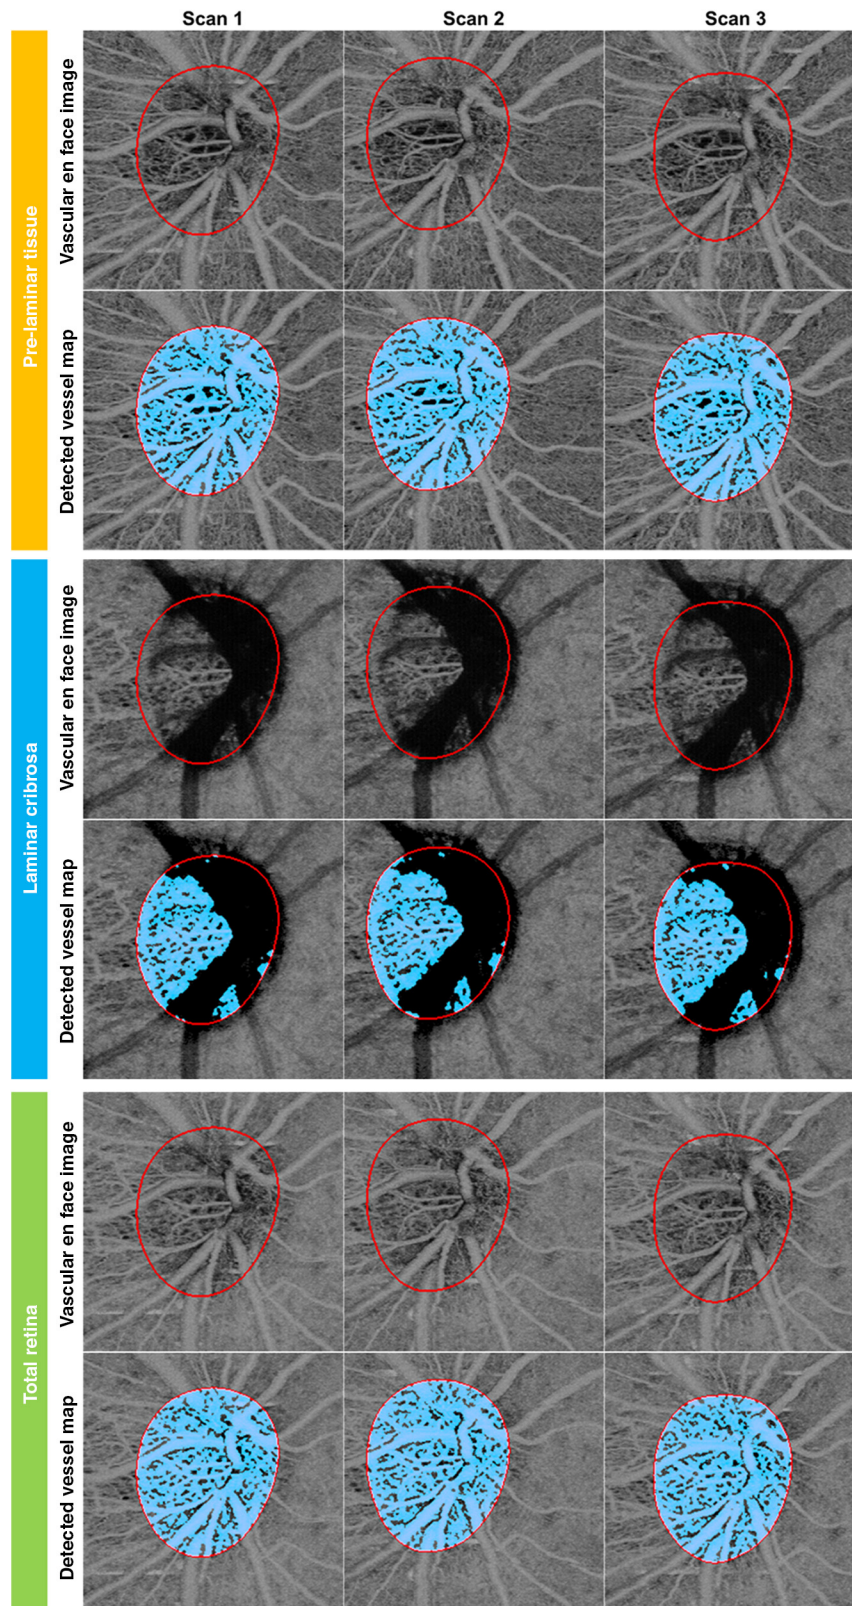 Scan 1
Scan 2
Scan 3
Pre-laminar tissue
Vascular en face image
Detected vessel map
Laminar cribrosa
Vascular en face image
Detected vessel map
Total retina
Vascular en face image
Detected vessel map